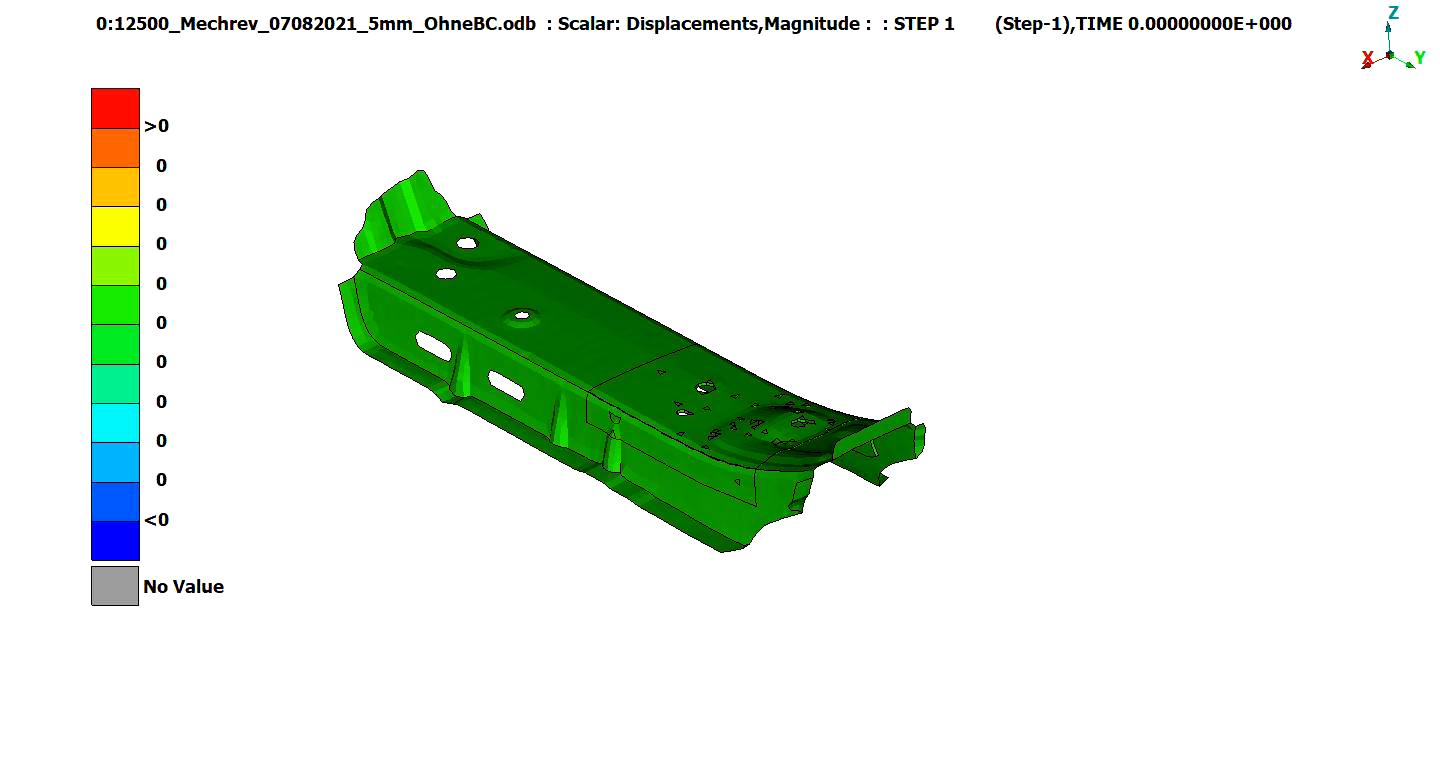 0:12500_Mechrev_07082021_5mm_OhneBC.odb : Scalar: Displacements,Magnitude : : STEP 1 (Step-1),TIME 0.00000000E+000
Z
X Y
>0
0
0
0
0
0
0
0
0
0
<0
No Value